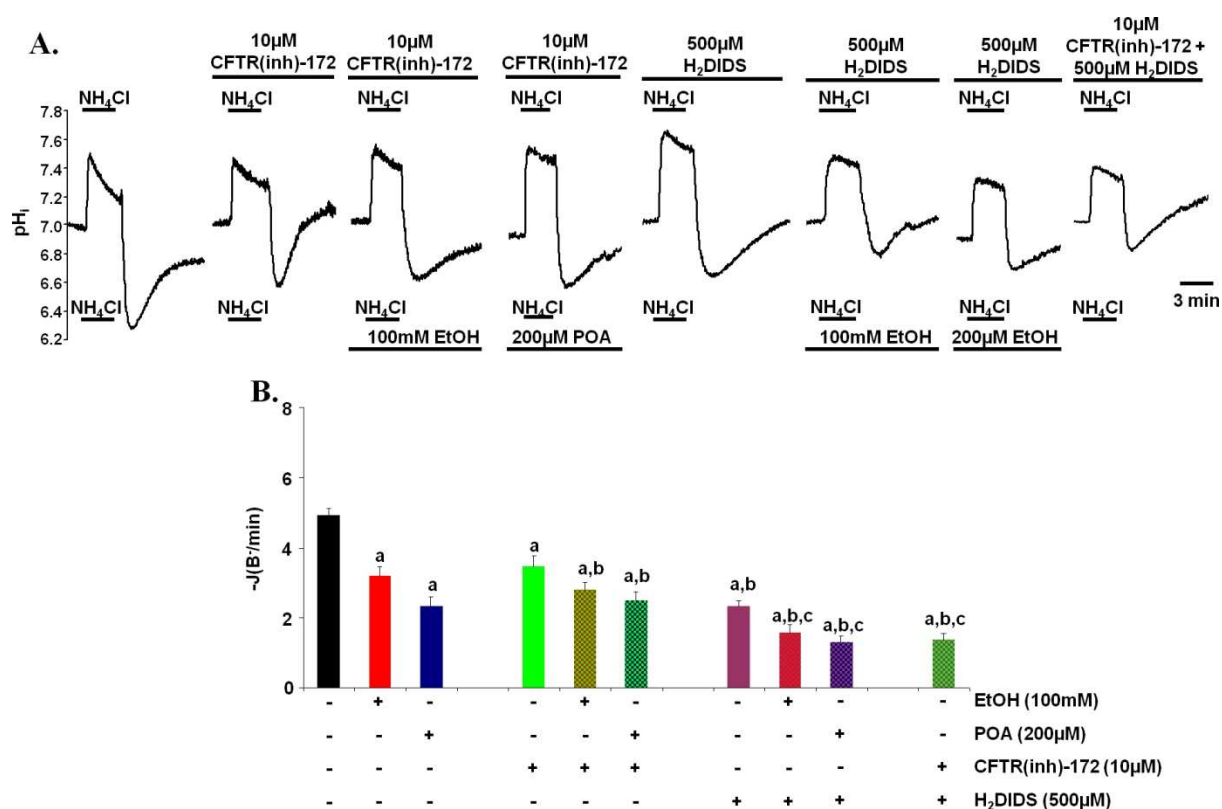 A.
10µM
CFTR(inh)-172
10µM
CFTR(inh)-172
10µM
CFTR(inh)-172
500µM
H₂DIDS
500µM
H₂DIDS
500µM
H₂DIDS
10µM
CFTR(inh)-172 +
500µM H₂DIDS
NH₄Cl NH₄Cl NH₄Cl NH₄Cl NH₄Cl NH₄Cl NH₄Cl NH₄Cl
7.8
7.6
7.4
7.2
7.0
6.8
6.6
6.4
6.2
pHᵢ
3 min
NH₄Cl NH₄Cl NH₄Cl NH₄Cl NH₄Cl NH₄Cl NH₄Cl NH₄Cl
100mM EtOH 200µM POA 100mM EtOH 200µM EtOH
B.
8
6
4
2
0
-J(B⁻/min)
a a a a,b a,b a,b a,b,c a,b,c a,b,c
- + - - + - - + - - EtOH (100mM)
- - + - - + - - + - POA (200µM)
- - - + + + - - - + CFTR(inh)-172 (10µM)
- - - - - - + + + + H₂DIDS (500µM)